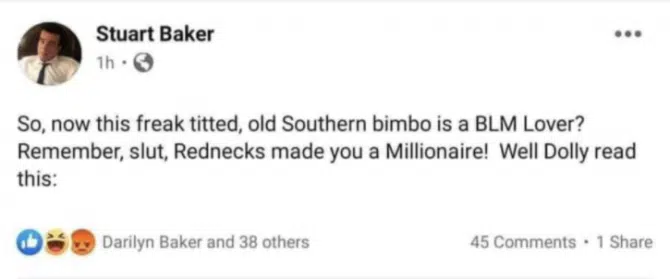 Stuart Baker
1h ·
So, now this freak titted, old Southern bimbo is a BLM Lover?
Remember, slut, Rednecks made you a Millionaire!  Well Dolly read
this:
Darilyn Baker and 38 others 45 Comments · 1 Share